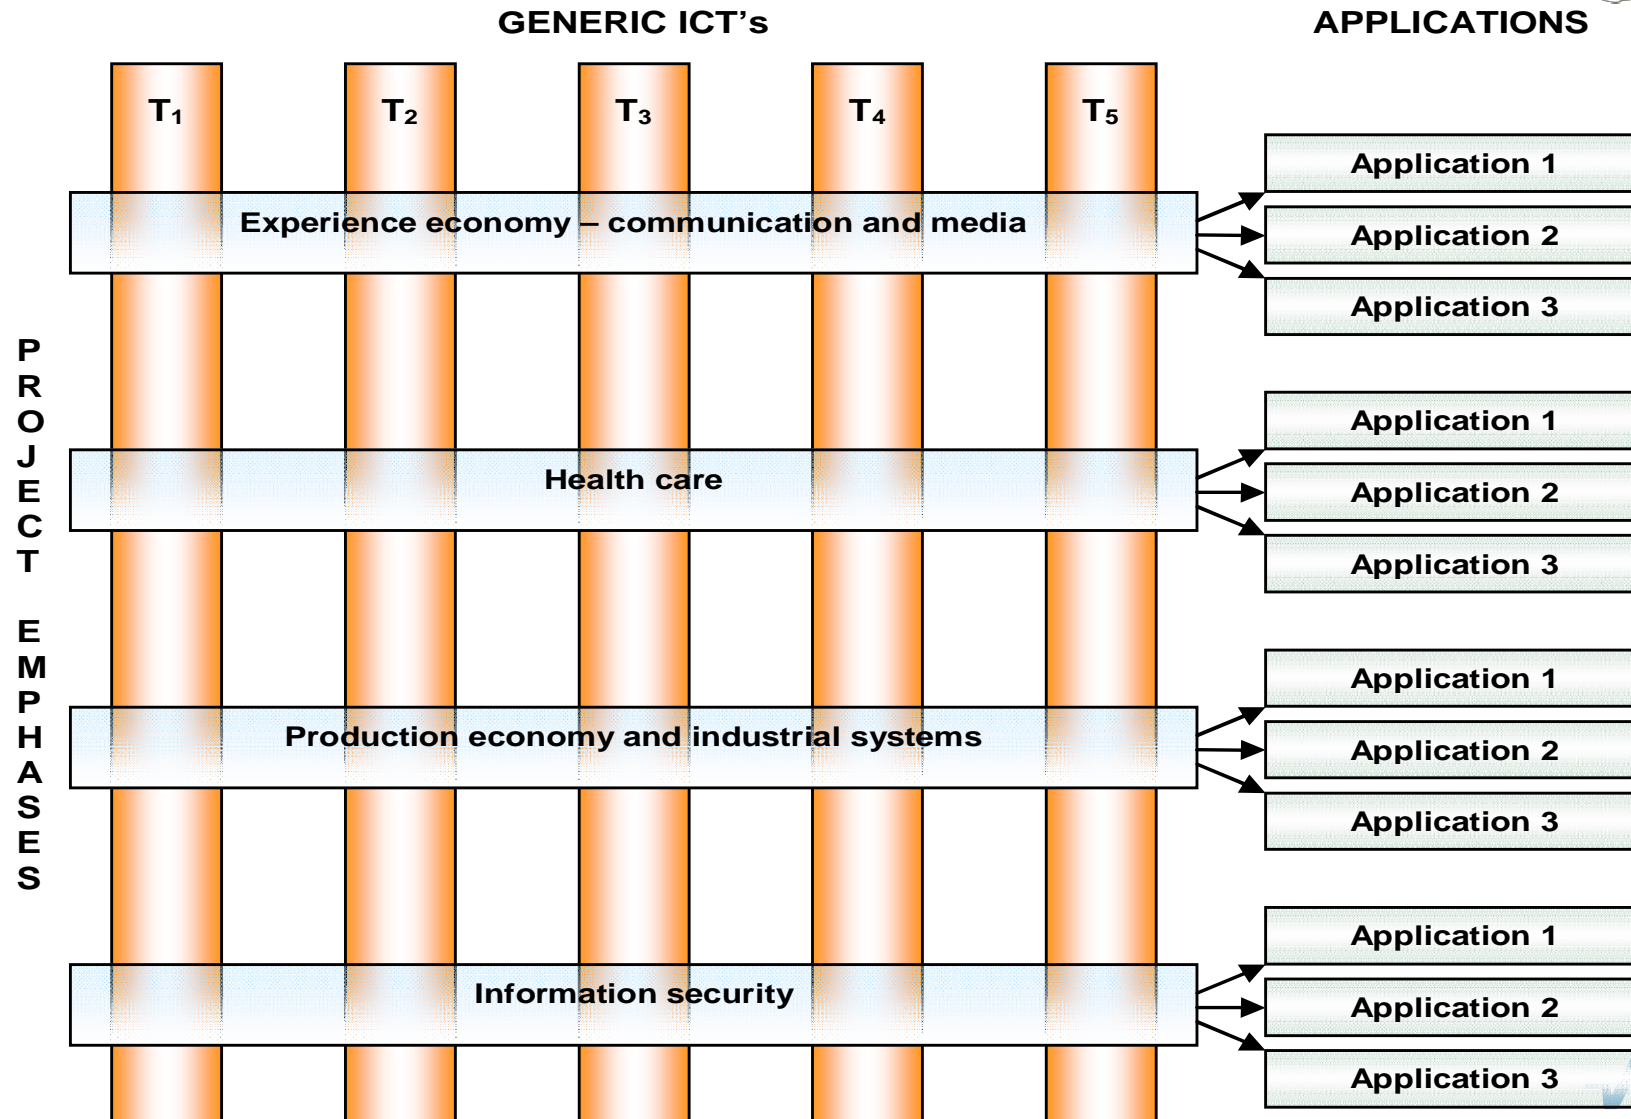 GENERIC ICT’s
APPLICATIONS
T₁
T₂
T₃
T₄
T₅
PROJECT EMPHASES
Experience economy – communication and media
Application 1
Application 2
Application 3
Health care
Application 1
Application 2
Application 3
Production economy and industrial systems
Application 1
Application 2
Application 3
Information security
Application 1
Application 2
Application 3